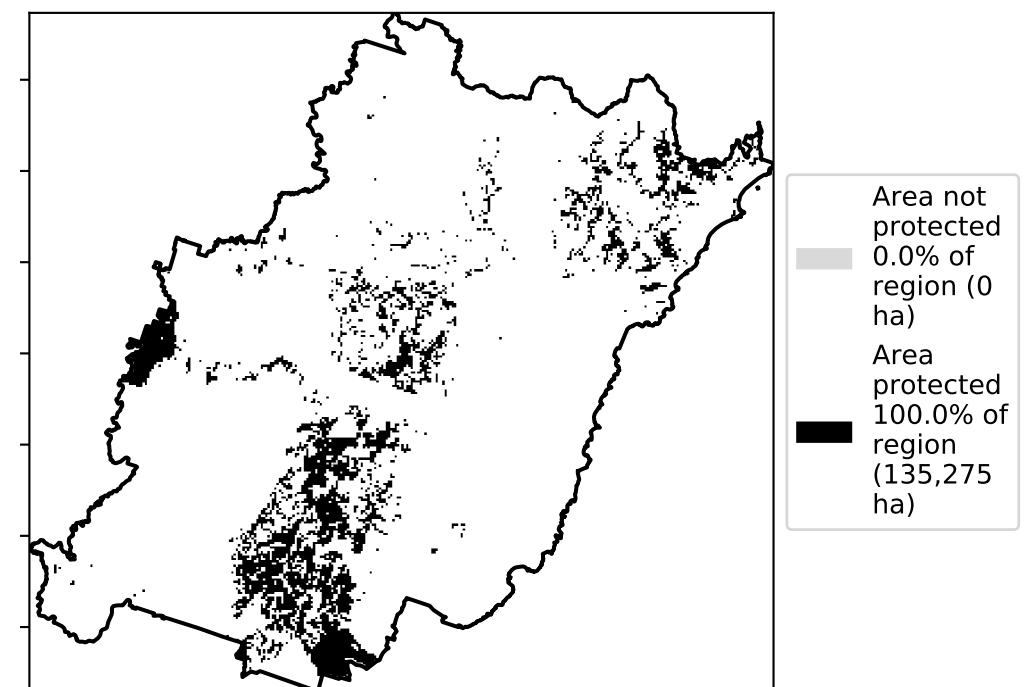 Area not
protected
0.0% of
region (0
ha)
Area
protected
100.0% of
region
(135,275
ha)